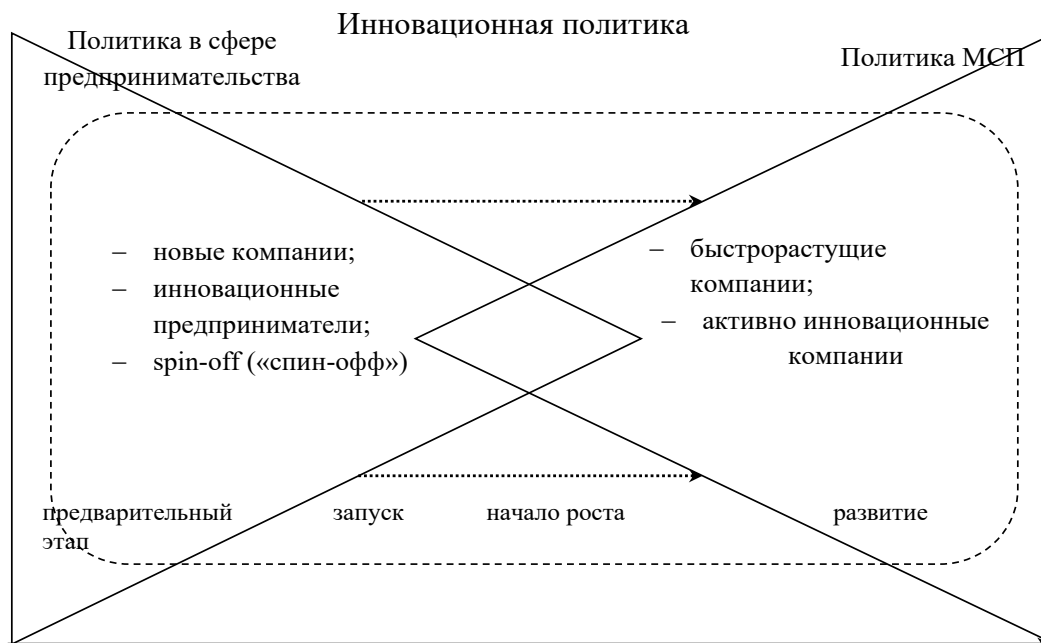 Инновационная политика
Политика в сфере
предпринимательства
Политика МСП
– новые компании;
– инновационные
предприниматели;
– spin-off («спин-офф»)
– быстрорастущие
компании;
– активно инновационные
компании
предварительный
этап
запуск
начало роста
развитие